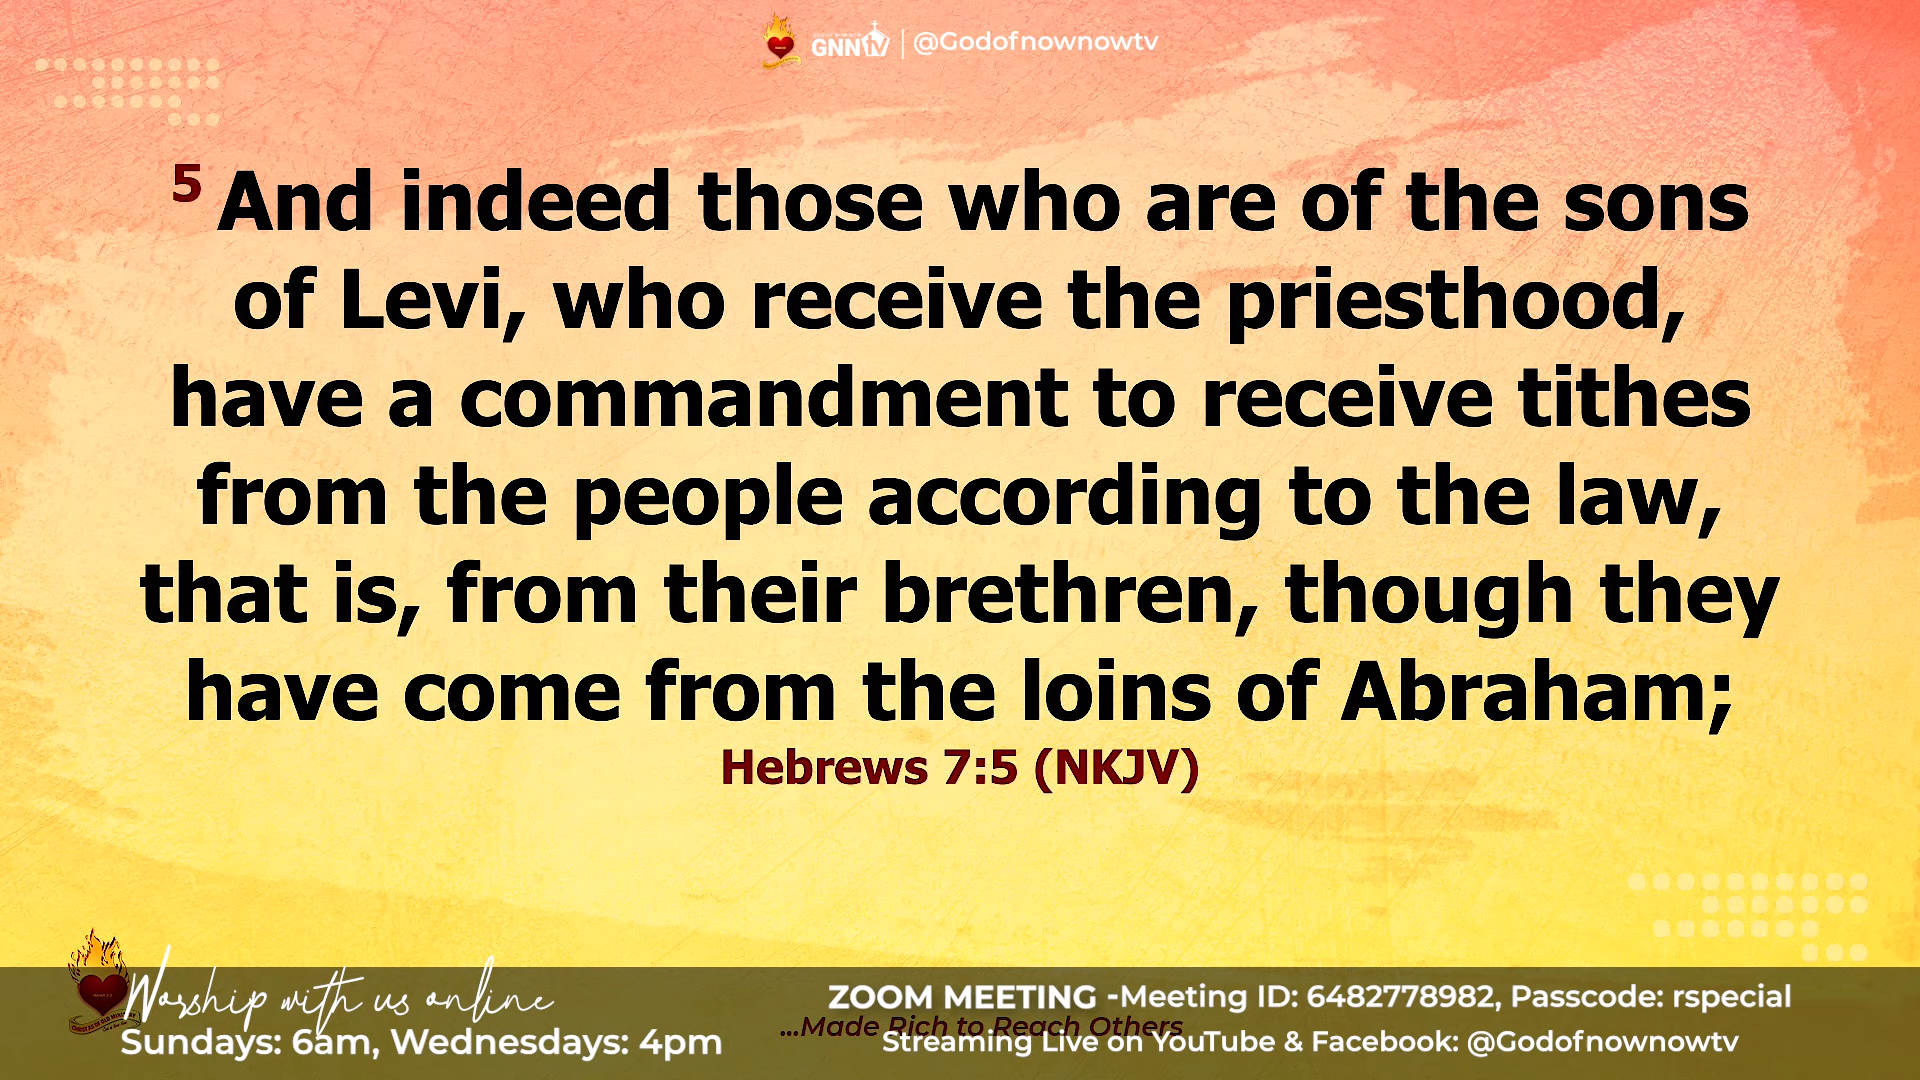 GNNTV | @Godofnownowtv
5 And indeed those who are of the sons
of Levi, who receive the priesthood,
have a commandment to receive tithes
from the people according to the law,
that is, from their brethren, though they
have come from the loins of Abraham;
Hebrews 7:5 (NKJV)
Worship with us online
Sundays: 6am, Wednesdays: 4pm
ZOOM MEETING -Meeting ID: 6482778982, Passcode: rspecial
...Made Rich to Reach Others
Streaming Live on YouTube & Facebook: @Godofnownowtv